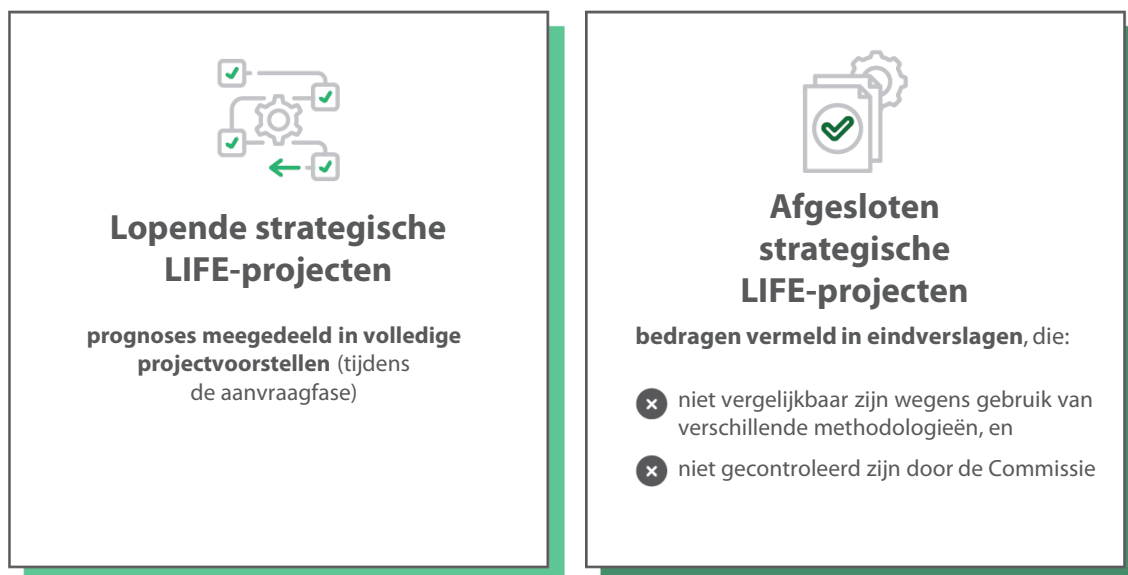 Lopende strategische
LIFE-projecten
prognoses meegedeeld in volledige
projectvoorstellen (tijdens
de aanvraagfase)
Afgesloten
strategische
LIFE-projecten
bedragen vermeld in eindverslagen, die:
niet vergelijkbaar zijn wegens gebruik van
verschillende methodologieën, en
niet gecontroleerd zijn door de Commissie